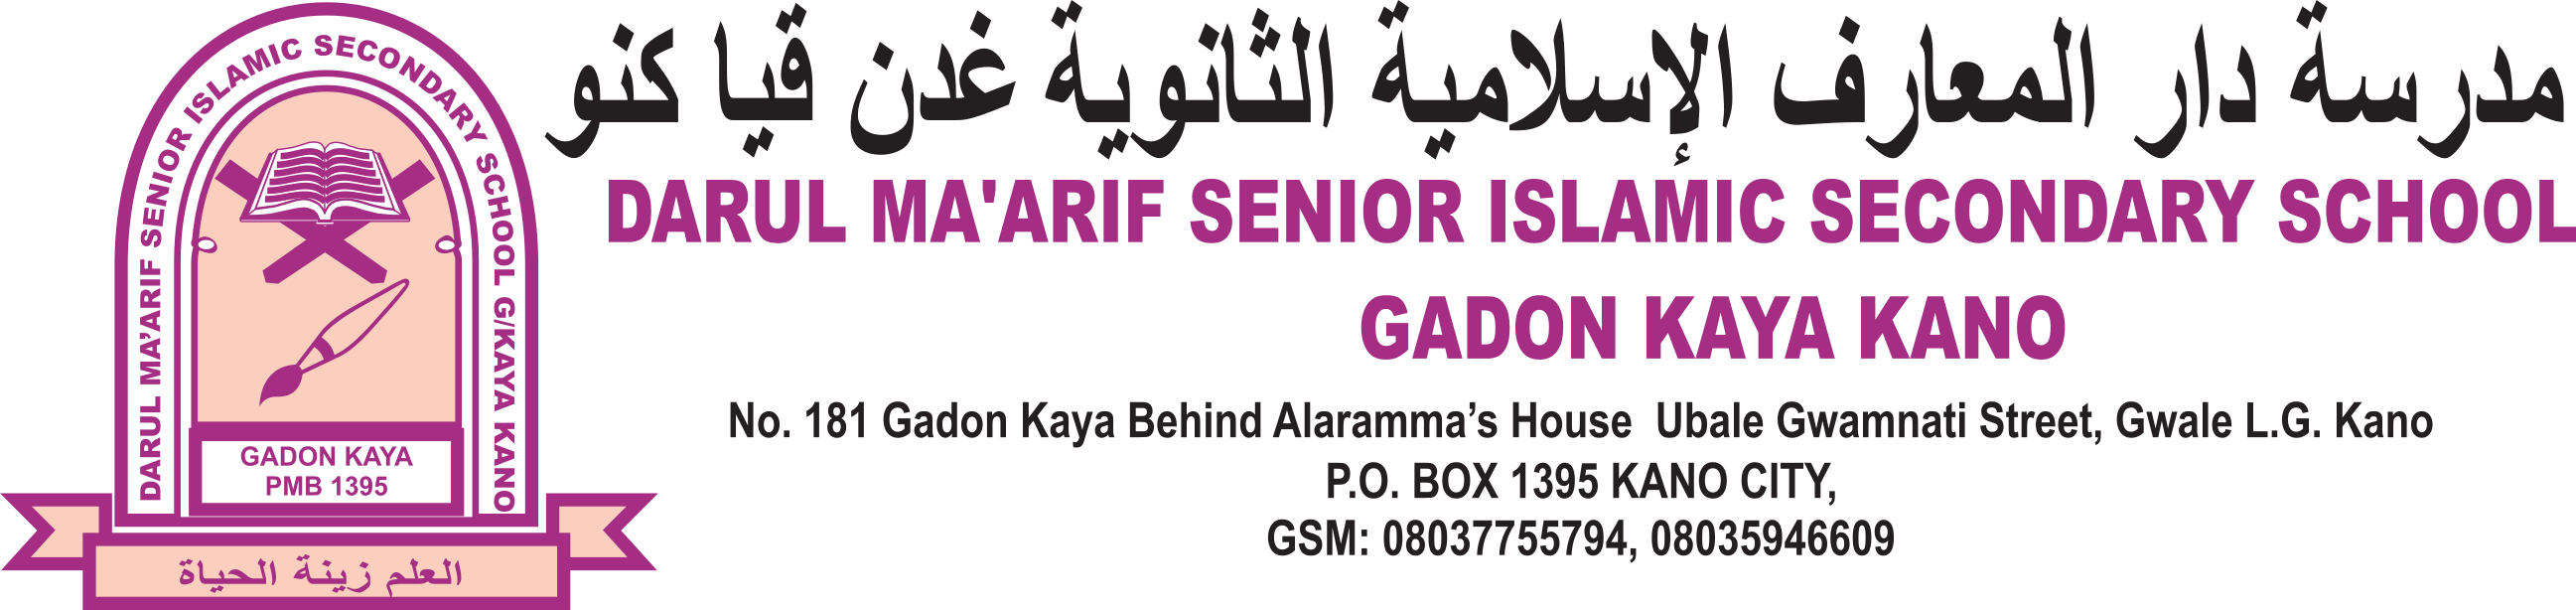 DARUL MA’ARIF SENIOR ISLAMIC SECONDARY SCHOOL G/KAYA KANO
GADON KAYA
PMB 1395
العلم زينة الحياة
مدرسة دار المعارف الإسلامية الثانوية غدن قيا كنو
DARUL MA'ARIF SENIOR ISLAMIC SECONDARY SCHOOL
GADON KAYA KANO
No. 181 Gadon Kaya Behind Alaramma’s House Ubale Gwamnati Street, Gwale L.G. Kano
P.O. BOX 1395 KANO CITY,
GSM: 08037755794, 08035946609